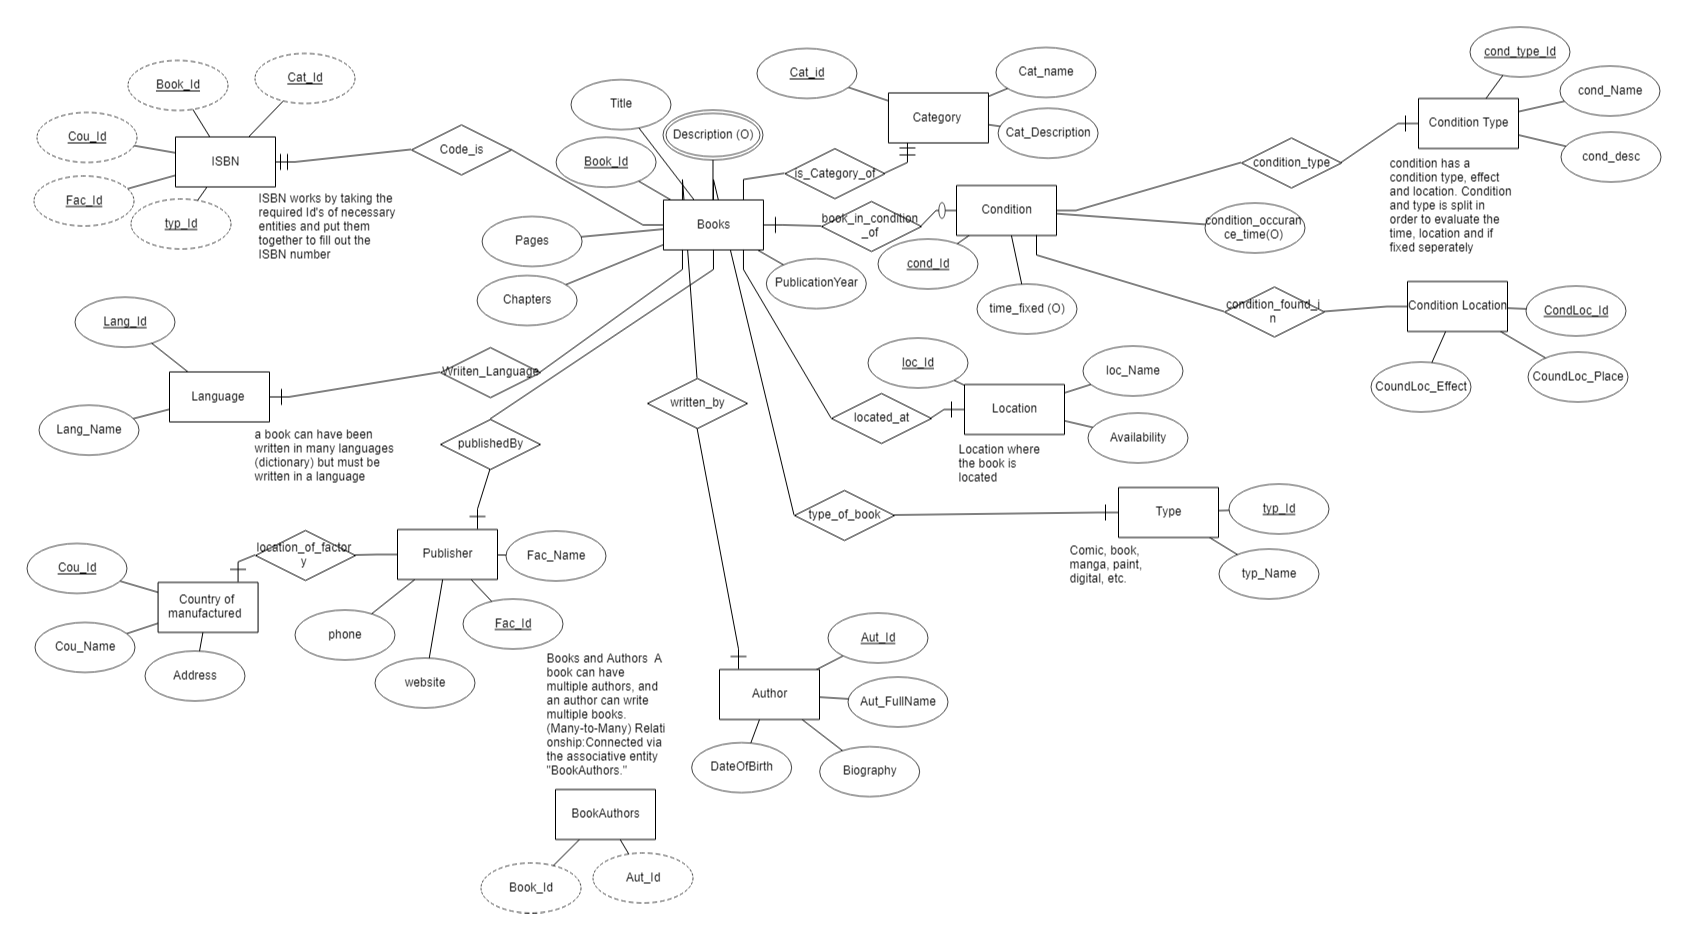 cond_type_Id
Cat_Id
Book_Id
Cat_id
Cat_name
cond_Name
Title
Cou_Id
Description (O)
Category
Cat_Description
Condition Type
ISBN
Code_is
Book_Id
is_Category_of
condition_type
cond_desc
Fac_Id
typ_Id
ISBN works by taking the
required Id's of necessary
entities and put them
together to fill out the
ISBN number
condition has a
condition type, effect
and location. Condition
and type is split in
order to evaluate the
time, location and if
fixed seperately
Pages
Books
book_in_condition
_of
Condition
condition_occura
nce_time(O)
cond_Id
Chapters
PublicationYear
time_fixed (O)
condition_found_i
n
Condition Location
CondLoc_Id
Lang_Id
Language
Wriiten_Language
Lang_Name
a book can have been
written in many languages
(dictionary) but must be
written in a language
written_by
loc_Id
loc_Name
located_at
Location
Availability
Location where
the book is
located
CoundLoc_Effect
CoundLoc_Place
publishedBy
type_of_book
Type
typ_Id
Comic, book,
manga, paint,
digital, etc.
typ_Name
Cou_Id
location_of_factor
y
Publisher
Fac_Name
Country of
manufactured
Cou_Name
Address
phone
Fac_Id
website
Books and Authors  A
book can have
multiple authors, and
an author can write
multiple books.
(Many-to-Many) Relati
onship:Connected via
the associative entity
"BookAuthors."
Aut_Id
Author
Aut_FullName
DateOfBirth
Biography
BookAuthors
Book_Id
Aut_Id